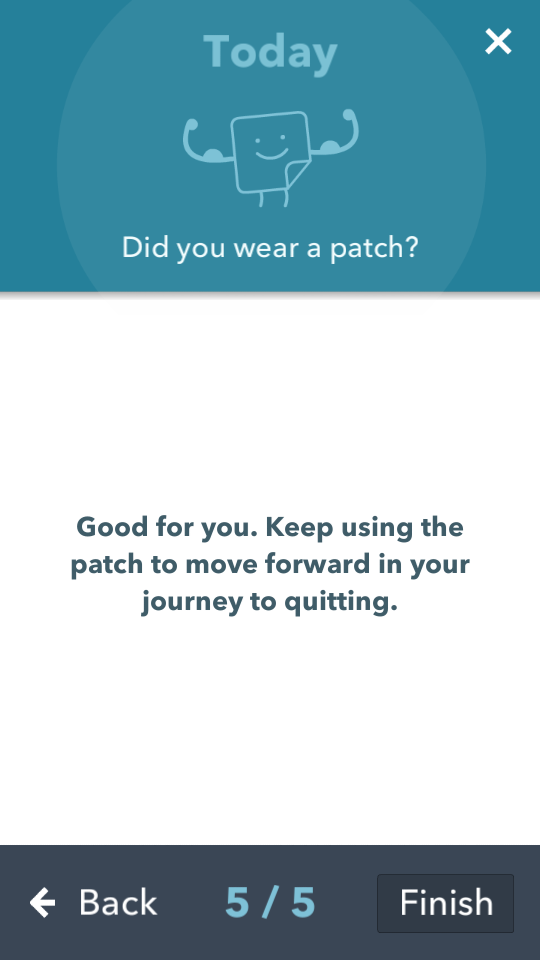 Today
Did you wear a patch?
Good for you. Keep using the
patch to move forward in your
journey to quitting.
Back
5 / 5
Finish